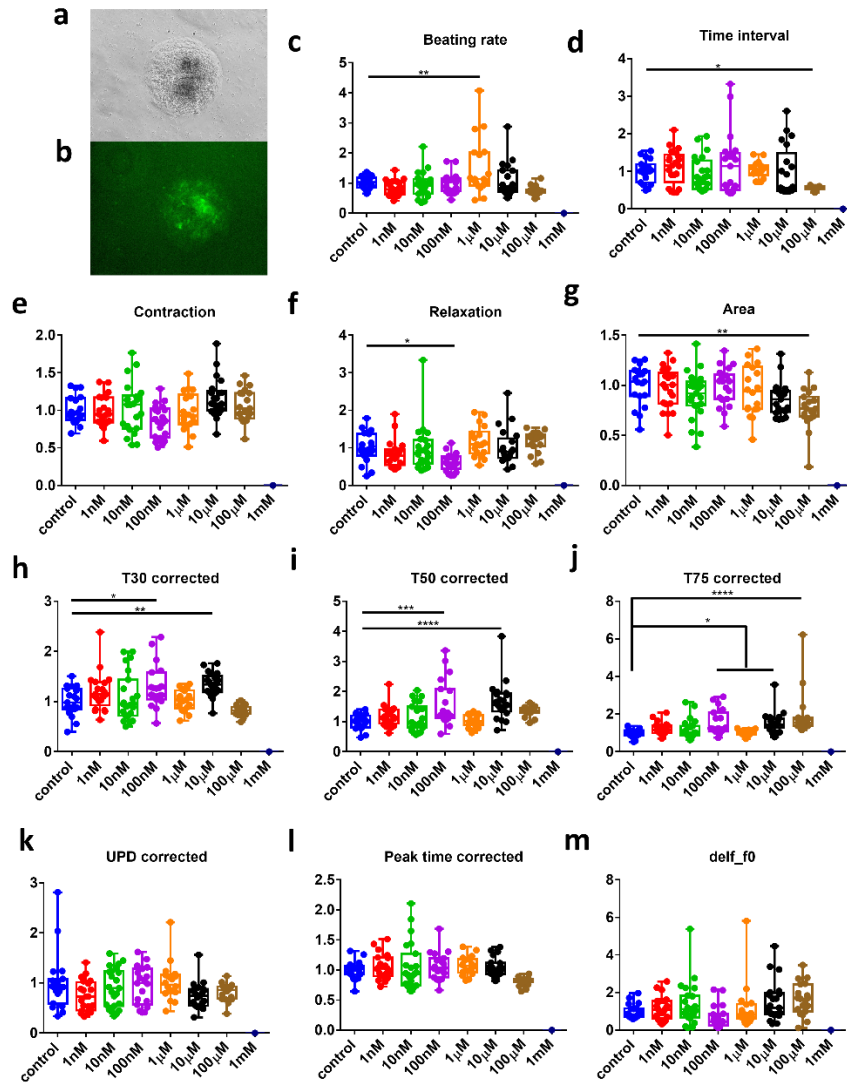 a
b
c
Beating rate
5
4
3
2
1
0
**
control
1nM
10nM
100nM
1μM
10μM
100μM
1mM
d
Time interval
4
3
2
1
0
*
control
1nM
10nM
100nM
1μM
10μM
100μM
1mM
e
Contraction
2.0
1.5
1.0
0.5
0.0
control
1nM
10nM
100nM
1μM
10μM
100μM
1mM
f
Relaxation
4
3
2
1
0
*
control
1nM
10nM
100nM
1μM
10μM
100μM
1mM
g
Area
1.5
1.0
0.5
0.0
**
control
1nM
10nM
100nM
1μM
10μM
100μM
1mM
h
T30 corrected
3
2
1
0
*
**
control
1nM
10nM
100nM
1μM
10μM
100μM
1mM
i
T50 corrected
5
4
3
2
1
0
***
****
control
1nM
10nM
100nM
1μM
10μM
100μM
1mM
j
T75 corrected
8
6
4
2
0
****
*
control
1nM
10nM
100nM
1μM
10μM
100μM
1mM
k
UPD corrected
3
2
1
0
control
1nM
10nM
100nM
1μM
10μM
100μM
1mM
l
Peak time corrected
2.5
2.0
1.5
1.0
0.5
0.0
control
1nM
10nM
100nM
1μM
10μM
100μM
1mM
m
delf_f0
8
6
4
2
0
control
1nM
10nM
100nM
1μM
10μM
100μM
1mM